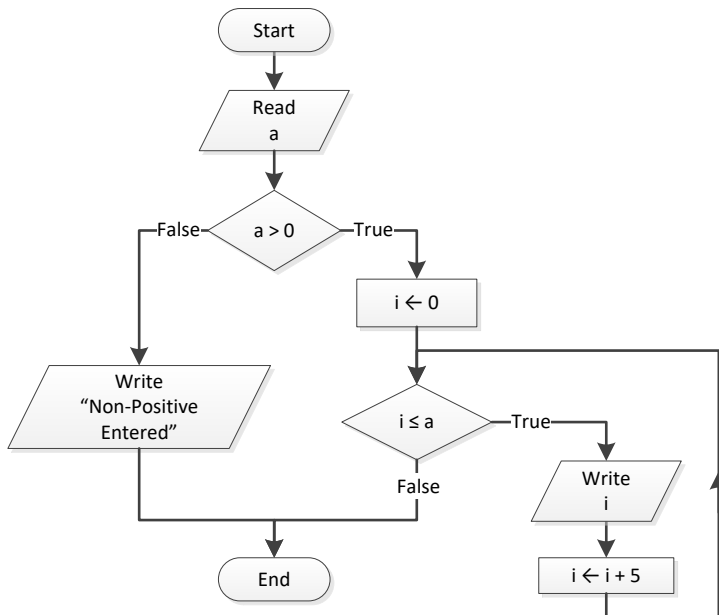 Start
Read
a
a > 0
False
True
i ← 0
Write
“Non-Positive
Entered”
i ≤ a
True
False
Write
i
i ← i + 5
End